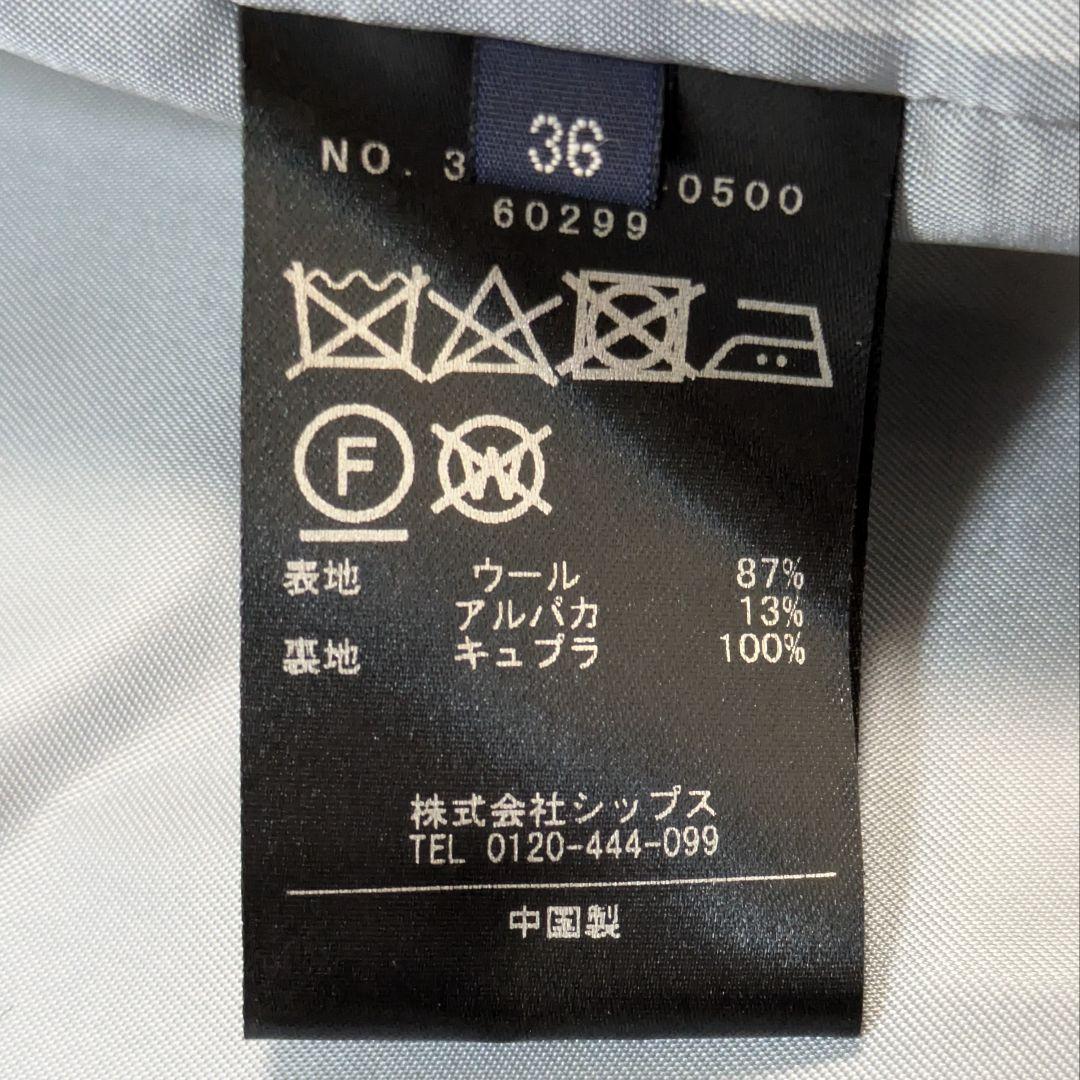 36
NO. 3 -0500
60299
F
W
表地 ウール 87%
アルパカ 13%
裏地 キュプラ 100%
株式会社シップス
TEL 0120-444-099
中国製